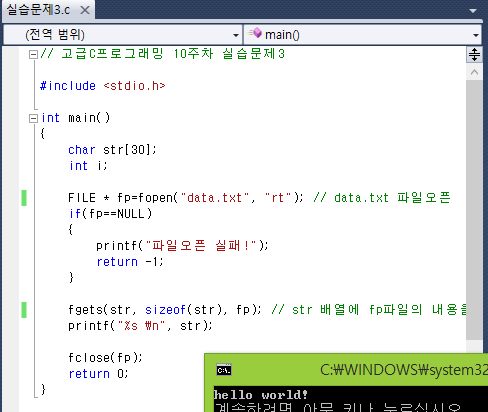 실습문제3.c ×
(전역 범위) main()
// 고급C프로그래밍 10주차 실습문제3
#include <stdio.h>
int main()
{
char str[30];
int i;
FILE * fp=fopen("data.txt", "rt"); // data.txt 파일오픈
if(fp==NULL)
{
printf("파일오픈 실패!");
return -1;
}
fgets(str, sizeof(str), fp); // str 배열에 fp파일의 내용을
printf("%s ₩n", str);
fclose(fp);
return 0;
}
C:\.
C:₩WINDOWS₩system32
hello world!
계속하려면 아무 키나 누르십시오